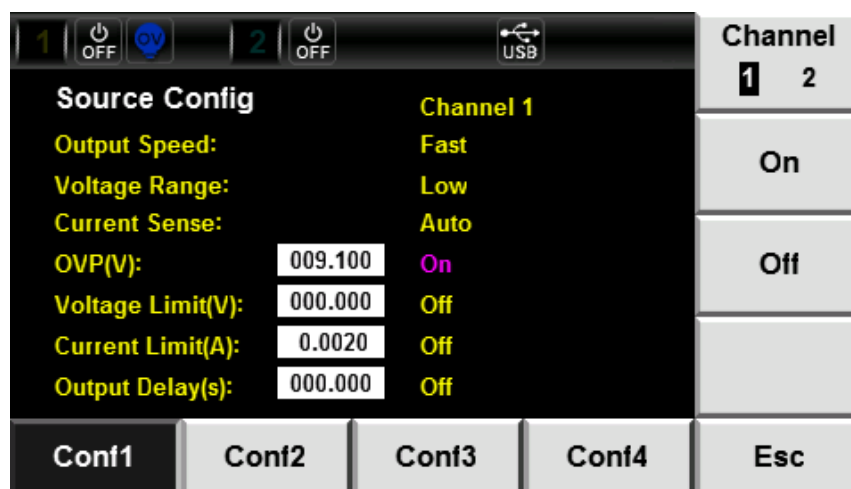 1 OFF OV 2 OFF USB
Channel
1 2
Source Config Channel 1
Output Speed: Fast
Voltage Range: Low
Current Sense: Auto
OVP(V): 009.100 On
Voltage Limit(V): 000.000 Off
Current Limit(A): 0.0020 Off
Output Delay(s): 000.000 Off
On
Off
Conf1 Conf2 Conf3 Conf4 Esc